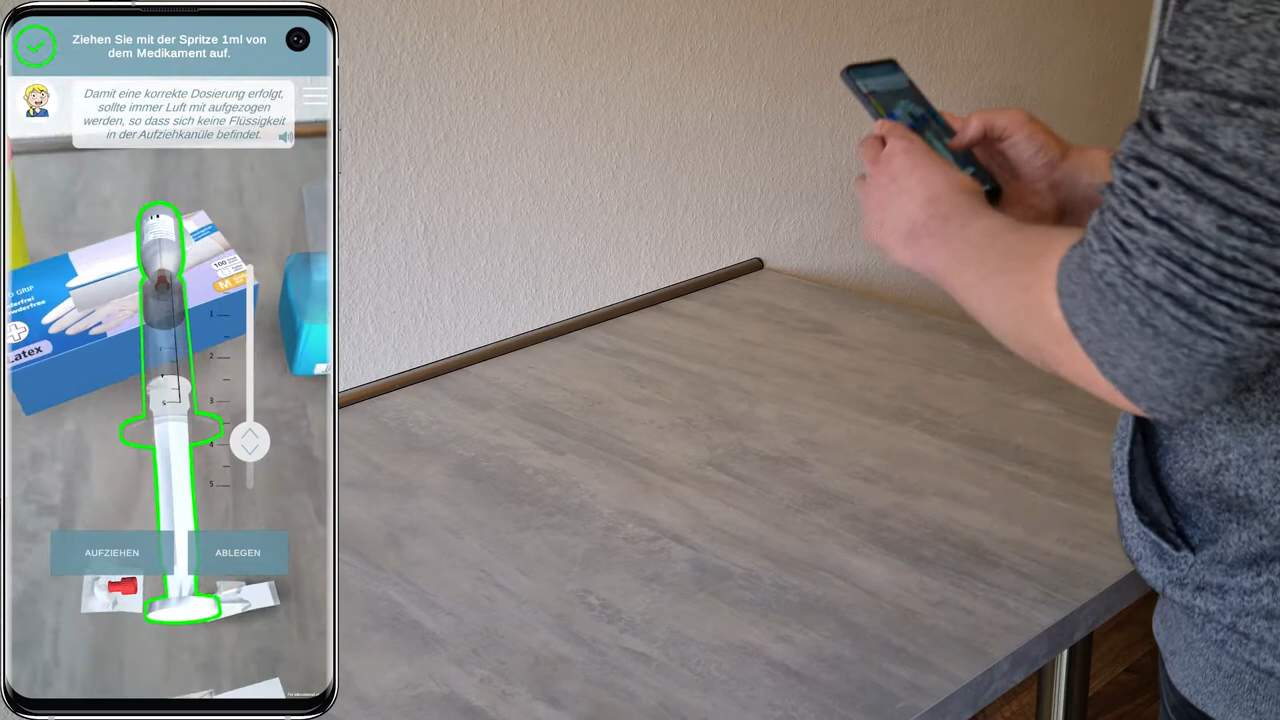 Ziehen Sie mit der Spritze 1ml von
dem Medikament auf.
Damit eine korrekte Dosierung erfolgt,
sollte immer Luft mit aufgezogen
werden, so dass sich keine Flüssigkeit
in der Aufziehkanüle befindet.
GRIP
100
M
Latex
1
2
3
4
5
5
AUFZIEHEN
ABLEGEN